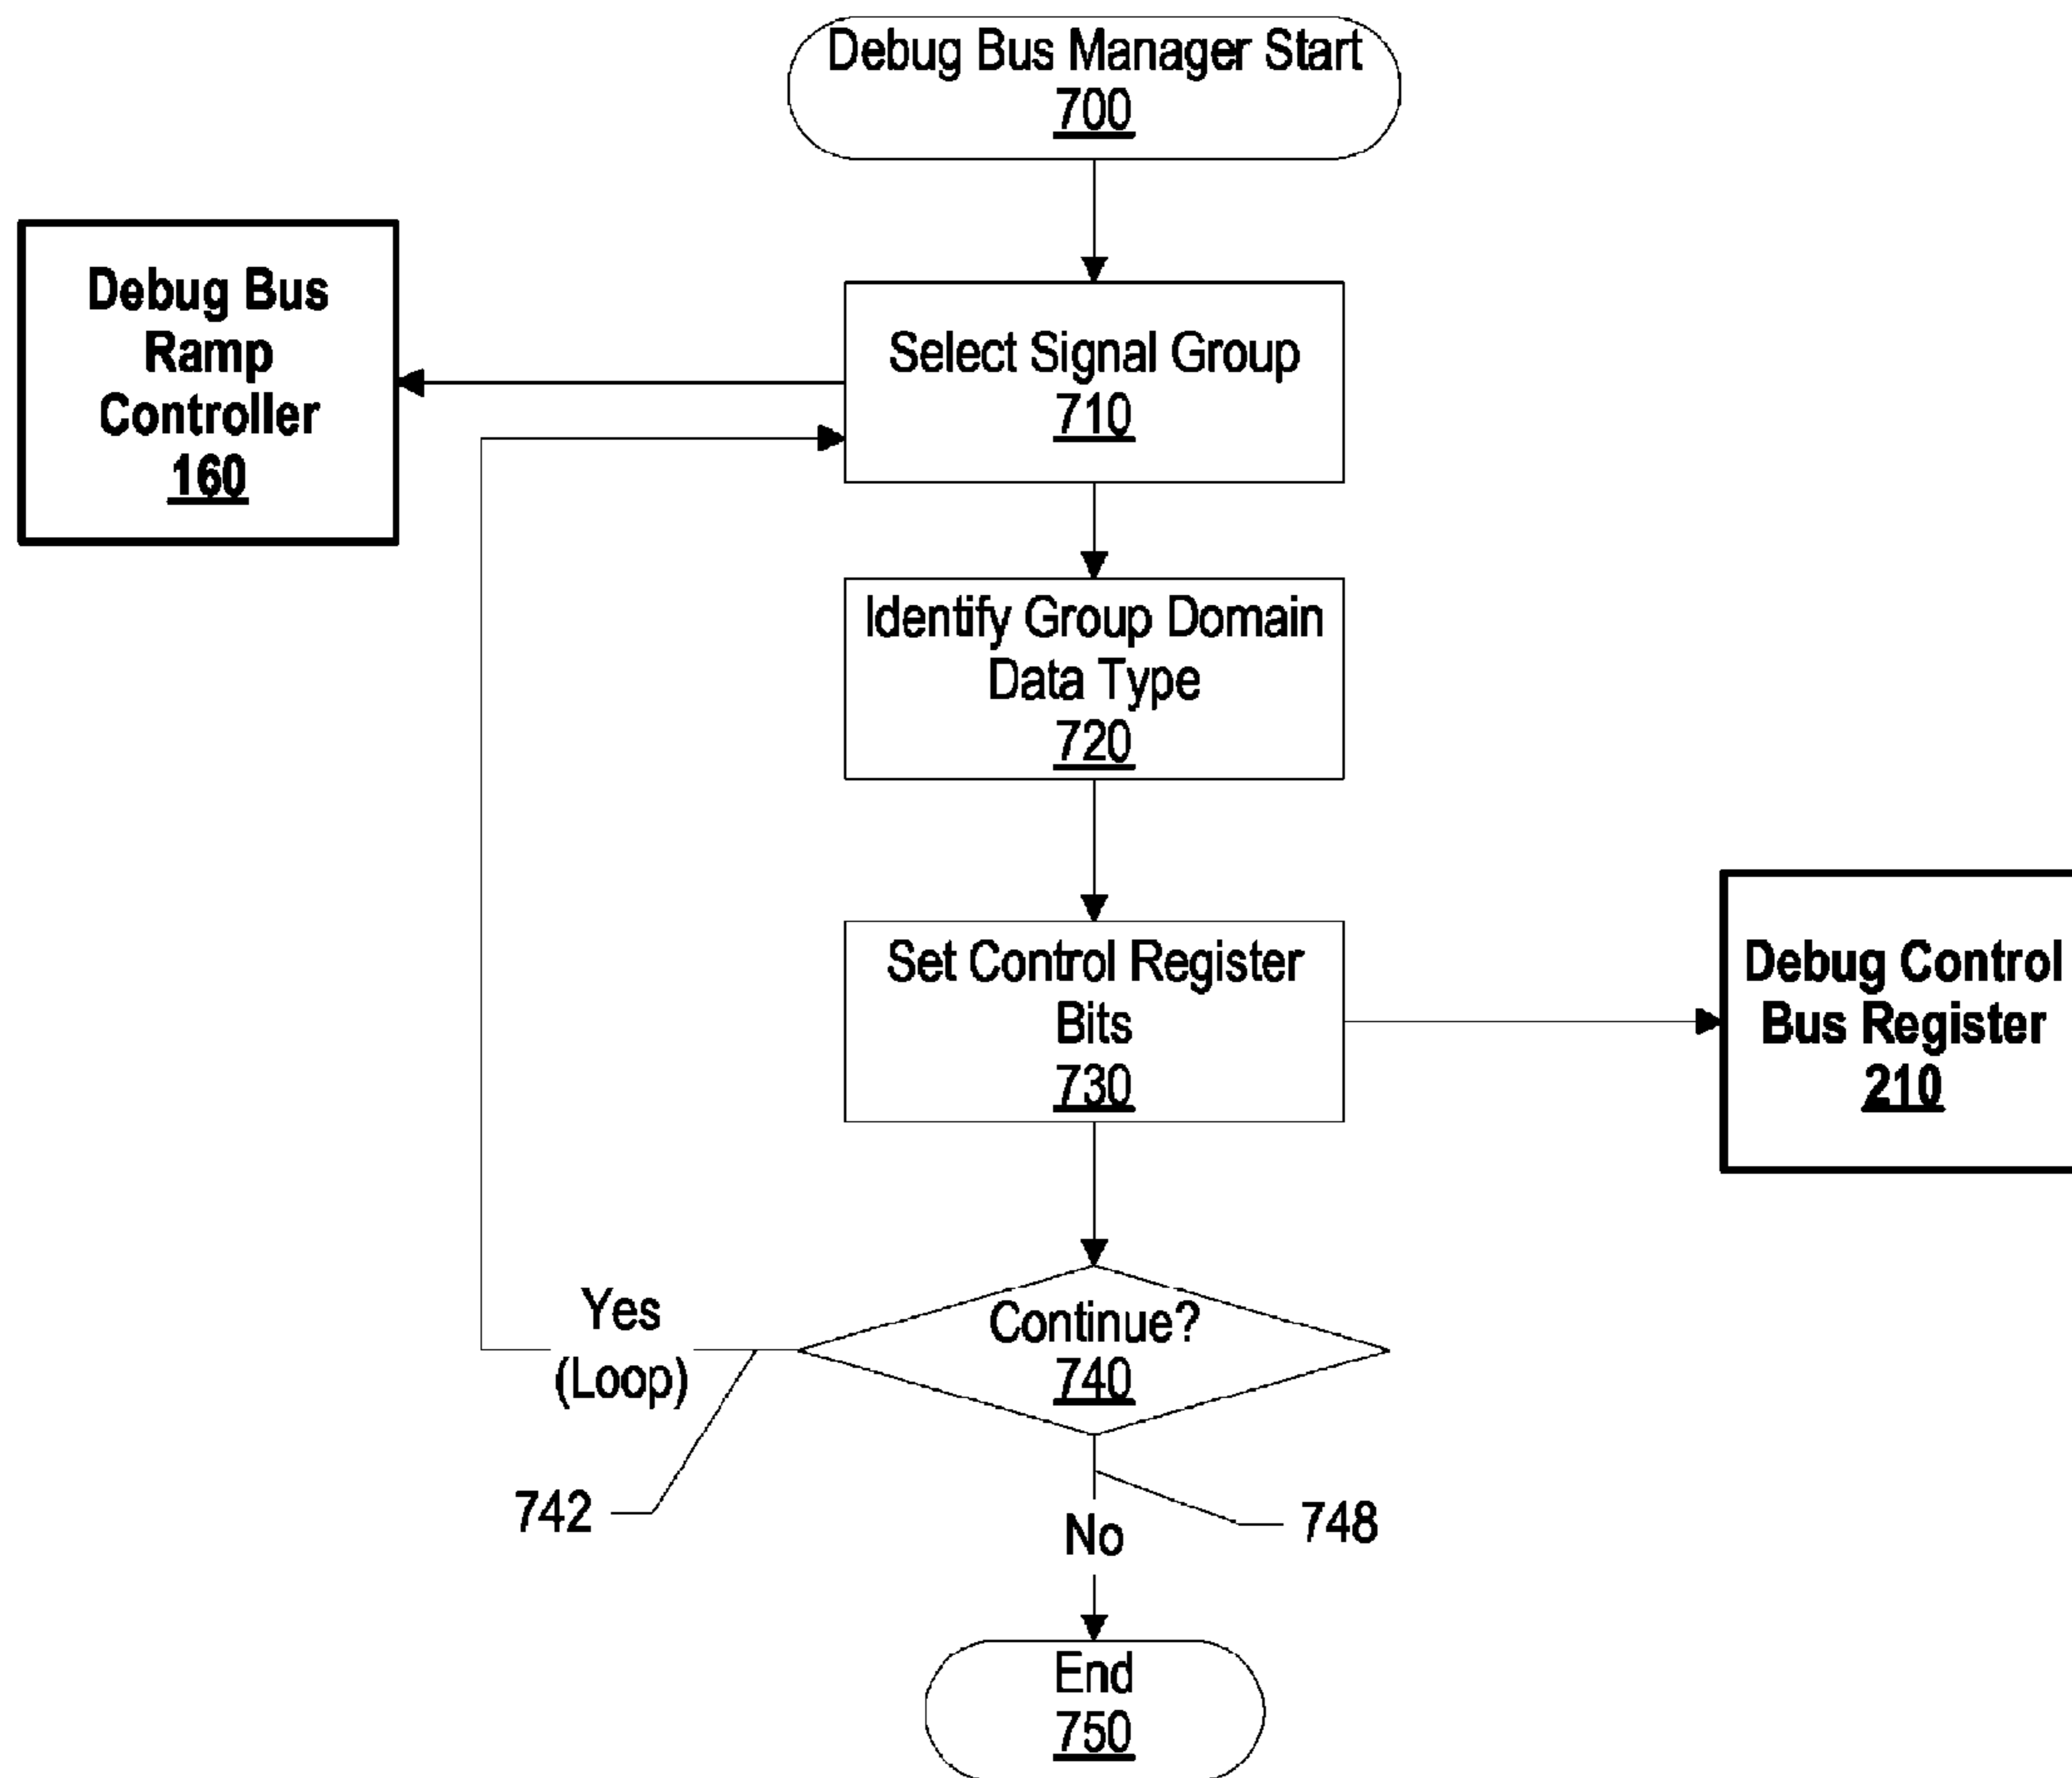 Debug Bus Manager Start
700
Debug Bus
Ramp
Controller
160
Select Signal Group
710
Identify Group Domain
Data Type
720
Set Control Register
Bits
730
Debug Control
Bus Register
210
Yes
(Loop)
Continue?
740
742
748
No
End
750